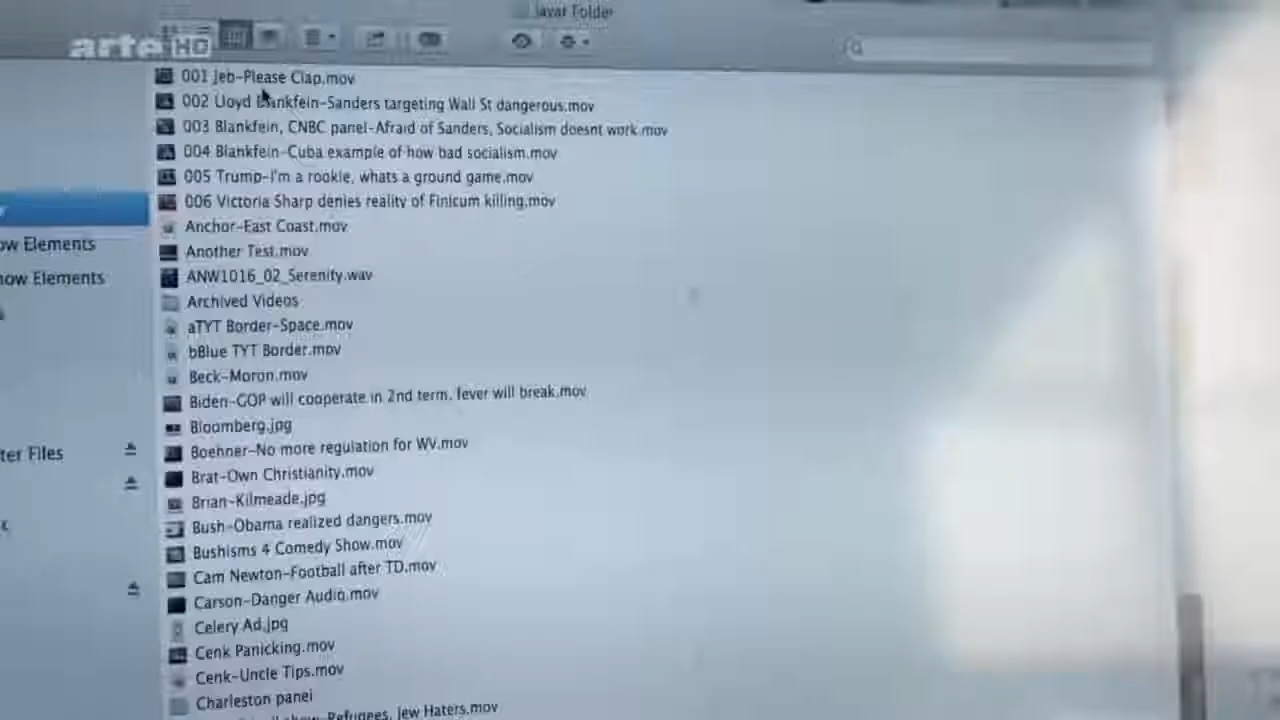 Javar Folder
arte HD
001 Jeb-Please Clap.mov
002 Lloyd Blankfein-Sanders targeting Wall St dangerous.mov
003 Blankfein, CNBC panel-Afraid of Sanders, Socialism doesnt work.mov
004 Blankfein-Cuba example of how bad socialism.mov
005 Trump-I'm a rookie, whats a ground game.mov
006 Victoria Sharp denies reality of Finicum killing.mov
Anchor-East Coast.mov
ow Elements
Another Test.mov
how Elements
ANW1016_02_Serenity.wav
Archived Videos
aTYT Border-Space.mov
bBlue TYT Border.mov
Beck-Moron.mov
Biden-GOP will cooperate in 2nd term, fever will break.mov
Bloomberg.jpg
ter Files
Boehner-No more regulation for WV.mov
Brat-Own Christianity.mov
Brian-Kilmeade.jpg
Bush-Obama realized dangers.mov
Bushisms 4 Comedy Show.mov
Cam Newton-Football after TD.mov
Carson-Danger Audio.mov
Celery Ad.jpg
Cenk Panicking.mov
Cenk-Uncle Tips.mov
Charleston panel
show-Refugees, Jew Haters.mov